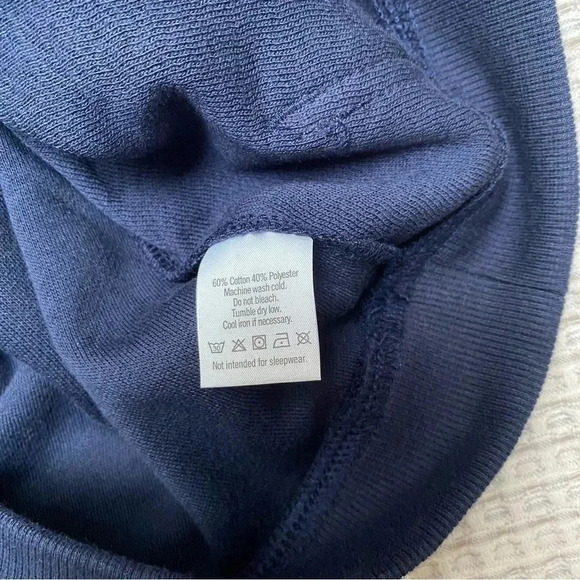 60% Cotton 40% Polyester
Machine wash cold.
Do not bleach.
Tumble dry low.
Cool iron if necessary.
30
Not intended for sleepwear.